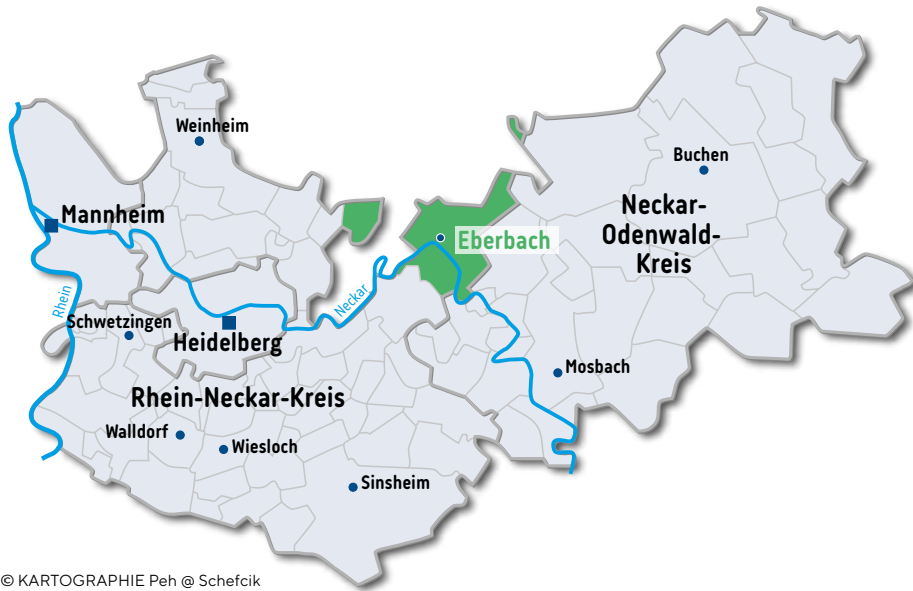 Weinheim
Buchen
Mannheim
Neckar-
Odenwald-
Kreis
Eberbach
Rhein
Neckar
Schwetzingen
Heidelberg
Mosbach
Rhein-Neckar-Kreis
Walldorf
Wiesloch
Sinsheim
© KARTOGRAPHIE Peh @ Schefcik